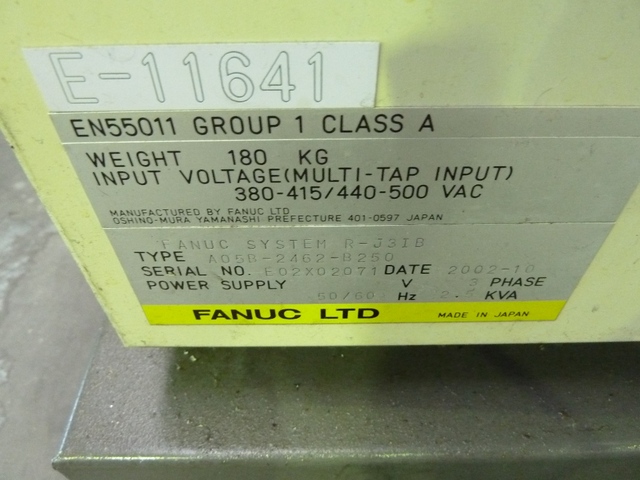 E-11641
EN55011 GROUP 1 CLASS A
WEIGHT 180 KG
INPUT VOLTAGE(MULTI-TAP INPUT)
380-415/440-500 VAC
MANUFACTURED BY FANUC LTD
OSHINO-MURA YAMANASHI PREFECTURE 401-0597 JAPAN
FANUC SYSTEM R-J3IB
TYPE A05B-2462-B250
SERIAL NO. E02X02071 DATE 2002-10
POWER SUPPLY V 3 PHASE
50/60 Hz 2.5 KVA
FANUC LTD MADE IN JAPAN